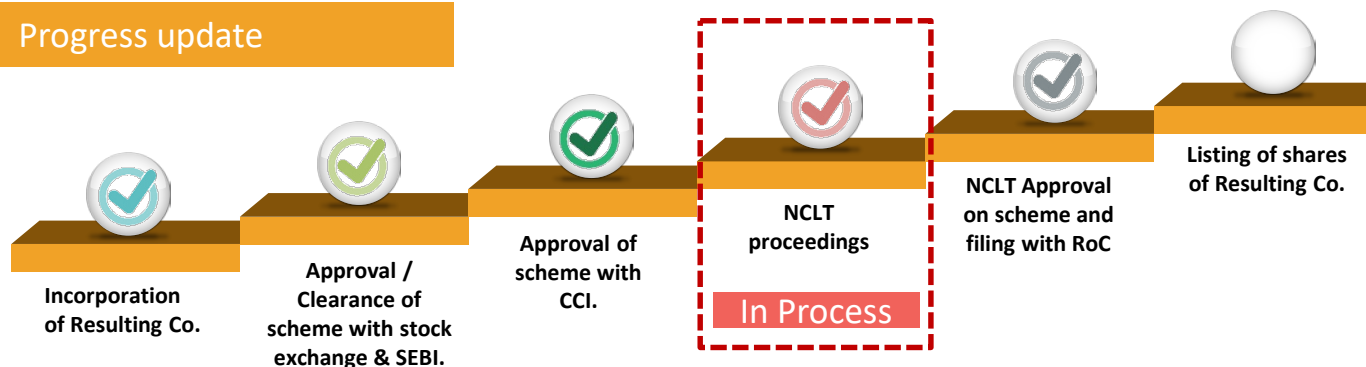 Progress update
Incorporation
of Resulting Co.
Approval /
Clearance of
scheme with stock
exchange & SEBI.
Approval of
scheme with
CCI.
NCLT
proceedings
In Process
NCLT Approval
on scheme and
filing with RoC
Listing of shares
of Resulting Co.